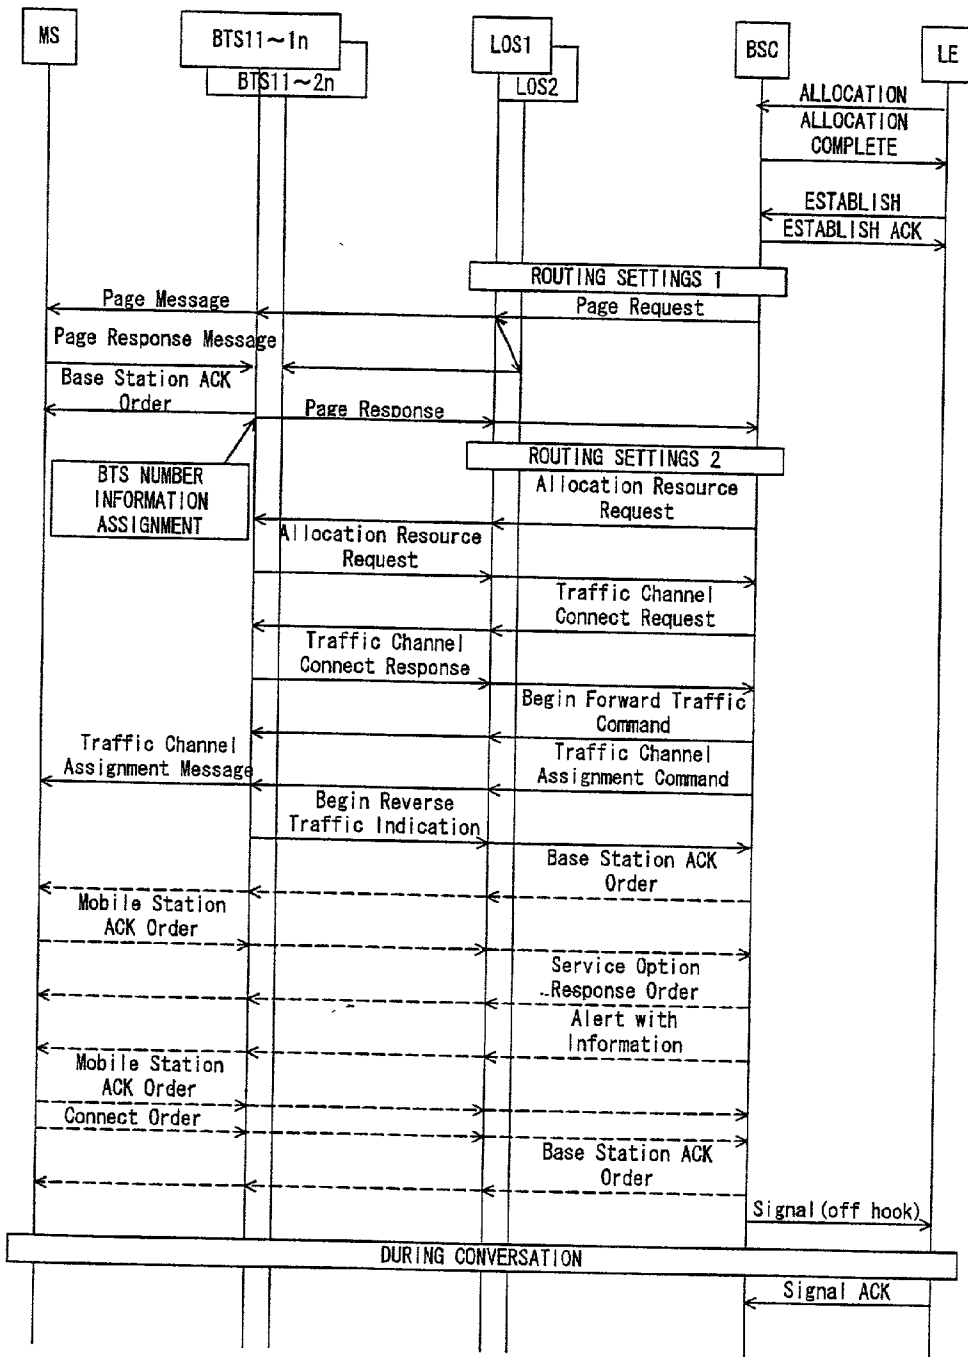 MS
BTS11~1n
BTS11~2n
LOS1
LOS2
BSC
LE
ALLOCATION
ALLOCATION
COMPLETE
ESTABLISH
ESTABLISH ACK
ROUTING SETTINGS 1
Page Message
Page Request
Page Response Message
Base Station ACK
Order
Page Response
ROUTING SETTINGS 2
BTS NUMBER
INFORMATION
ASSIGNMENT
Allocation Resource
Request
Allocation Resource
Request
Traffic Channel
Connect Request
Traffic Channel
Connect Response
Begin Forward Traffic
Command
Traffic Channel
Assignment Message
Traffic Channel
Assignment Command
Begin Reverse
Traffic Indication
Base Station ACK
Order
Mobile Station
ACK Order
Service Option
Response Order
Alert with
Information
Mobile Station
ACK Order
Connect Order
Base Station ACK
Order
Signal(off hook)
DURING CONVERSATION
Signal ACK